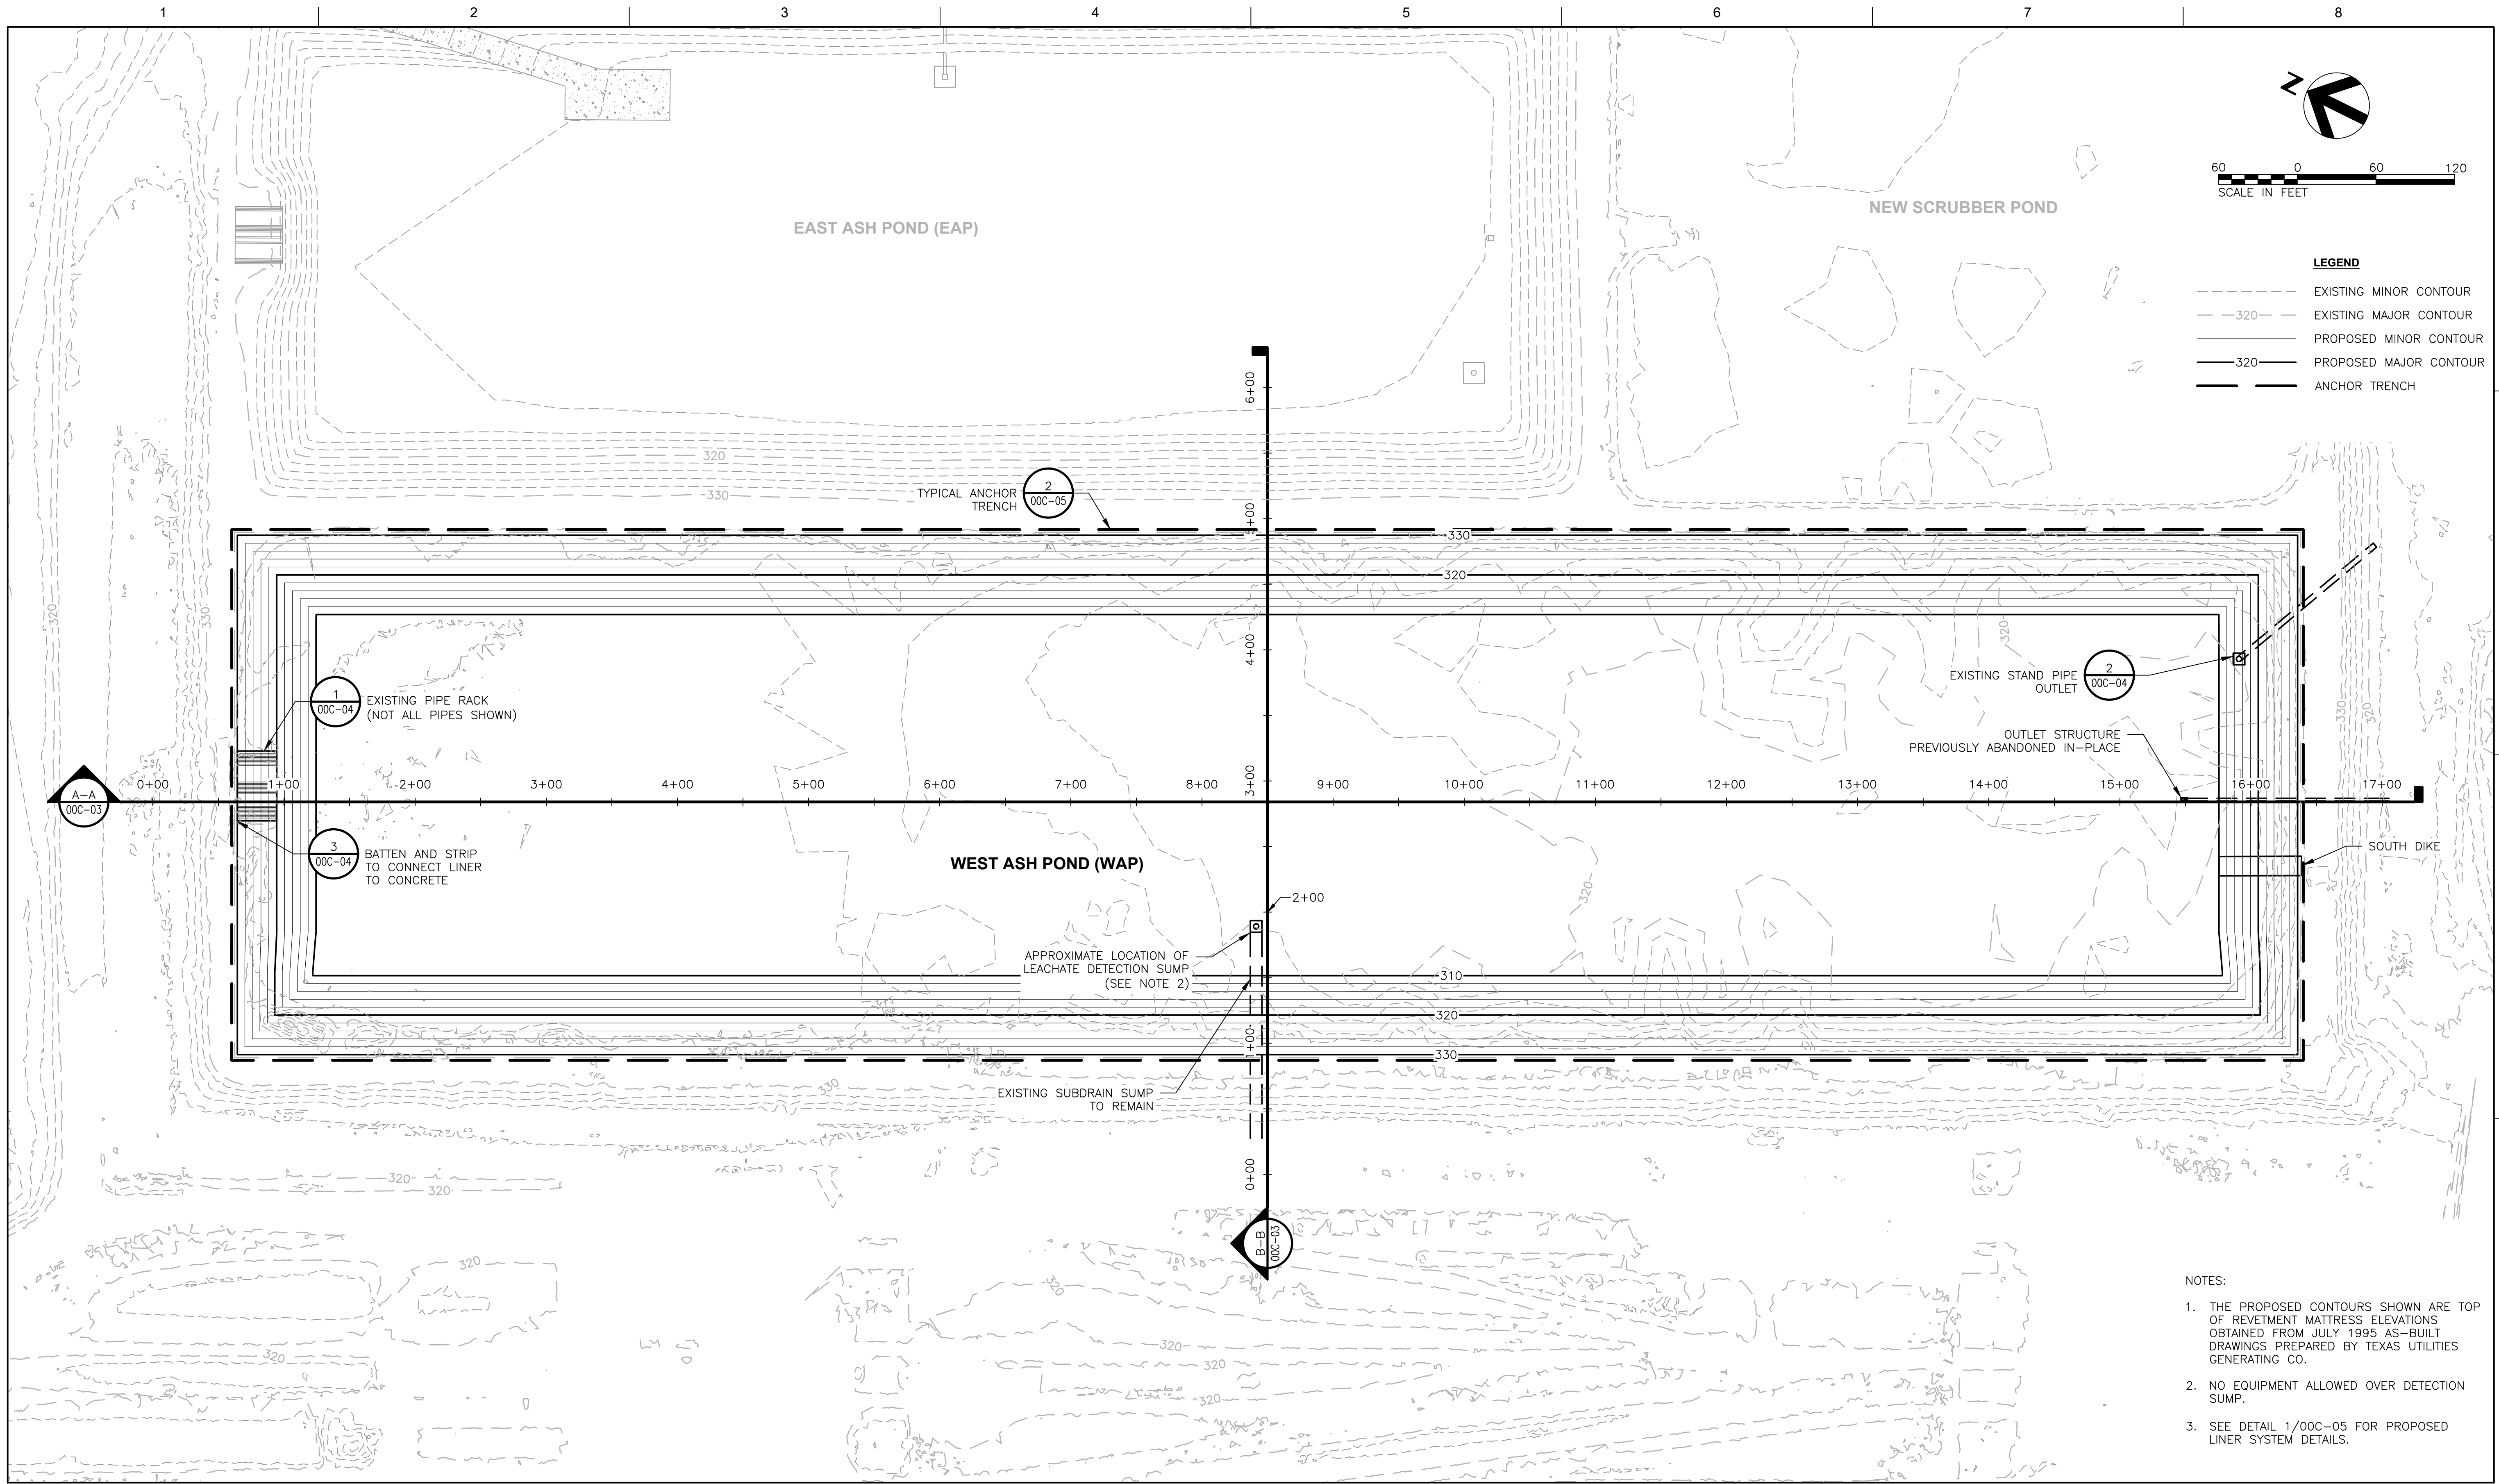 1 2 3 4 5 6 7 8
N
60 0 60 120
SCALE IN FEET
EAST ASH POND (EAP)
NEW SCRUBBER POND
LEGEND
EXISTING MINOR CONTOUR
320 EXISTING MAJOR CONTOUR
PROPOSED MINOR CONTOUR
320 PROPOSED MAJOR CONTOUR
ANCHOR TRENCH
6+00
320
330
TYPICAL ANCHOR
TRENCH
2
00C-05
330
320
320
330
320
4+00
320
1
00C-04
EXISTING PIPE RACK
(NOT ALL PIPES SHOWN)
EXISTING STAND PIPE
OUTLET
2
00C-04
330
320
OUTLET STRUCTURE
PREVIOUSLY ABANDONED IN-PLACE
A-A
00C-03
0+00 1+00 2+00 3+00 4+00 5+00 6+00 7+00 8+00 9+00 10+00 11+00 12+00 13+00 14+00 15+00 16+00 17+00
3+00
3
00C-04
BATTEN AND STRIP
TO CONNECT LINER
TO CONCRETE
WEST ASH POND (WAP)
SOUTH DIKE
2+00
320
APPROXIMATE LOCATION OF
LEACHATE DETECTION SUMP
(SEE NOTE 2)
310
320
1+00
330
330
EXISTING SUBDRAIN SUMP
TO REMAIN
0+00
320
320
B-B
00C-03
320
320
320
320
320
NOTES:
1. THE PROPOSED CONTOURS SHOWN ARE TOP
OF REVETMENT MATTRESS ELEVATIONS
OBTAINED FROM JULY 1995 AS-BUILT
DRAWINGS PREPARED BY TEXAS UTILITIES
GENERATING CO.
2. NO EQUIPMENT ALLOWED OVER DETECTION
SUMP.
3. SEE DETAIL 1/00C-05 FOR PROPOSED
LINER SYSTEM DETAILS.